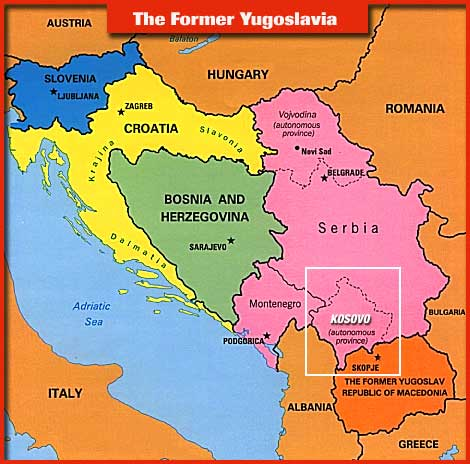 The Former Yugoslavia
AUSTRIA
Balaton
HUNGARY
SLOVENIA
LJUBLJANA
ROMANIA
ZAGREB
CROATIA
Slavonia
Vojvodina
(autonomous
province)
Novi Sad
Krajina
BELGRADE
BOSNIA AND
HERZEGOVINA
SARAJEVO
Serbia
Dalmatia
Adriatic
Sea
Montenegro
KOSOVO
(autonomous
province)
BULGARIA
PODGORICA
SKOPJE
THE FORMER YUGOSLAV
REPUBLIC OF MACEDONIA
ITALY
ALBANIA
GREECE